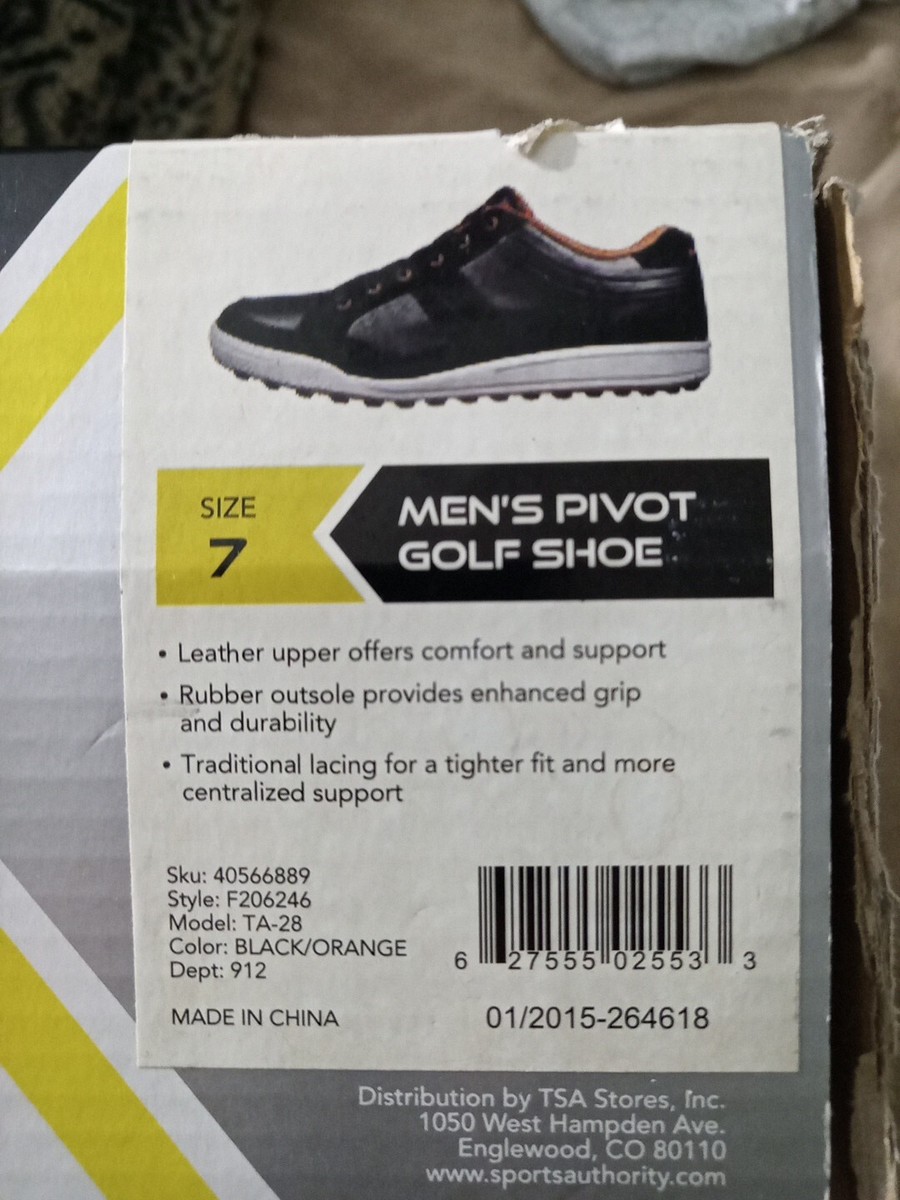 SIZE
7
MEN'S PIVOT
GOLF SHOE
• Leather upper offers comfort and support
• Rubber outsole provides enhanced grip
and durability
• Traditional lacing for a tighter fit and more
centralized support
Sku: 40566889
Style: F206246
Model: TA-28
Color: BLACK/ORANGE
Dept: 912
MADE IN CHINA
6 27555 02553 3
01/2015-264618
Distribution by TSA Stores, Inc.
1050 West Hampden Ave.
Englewood, CO 80110
www.sportsauthority.com